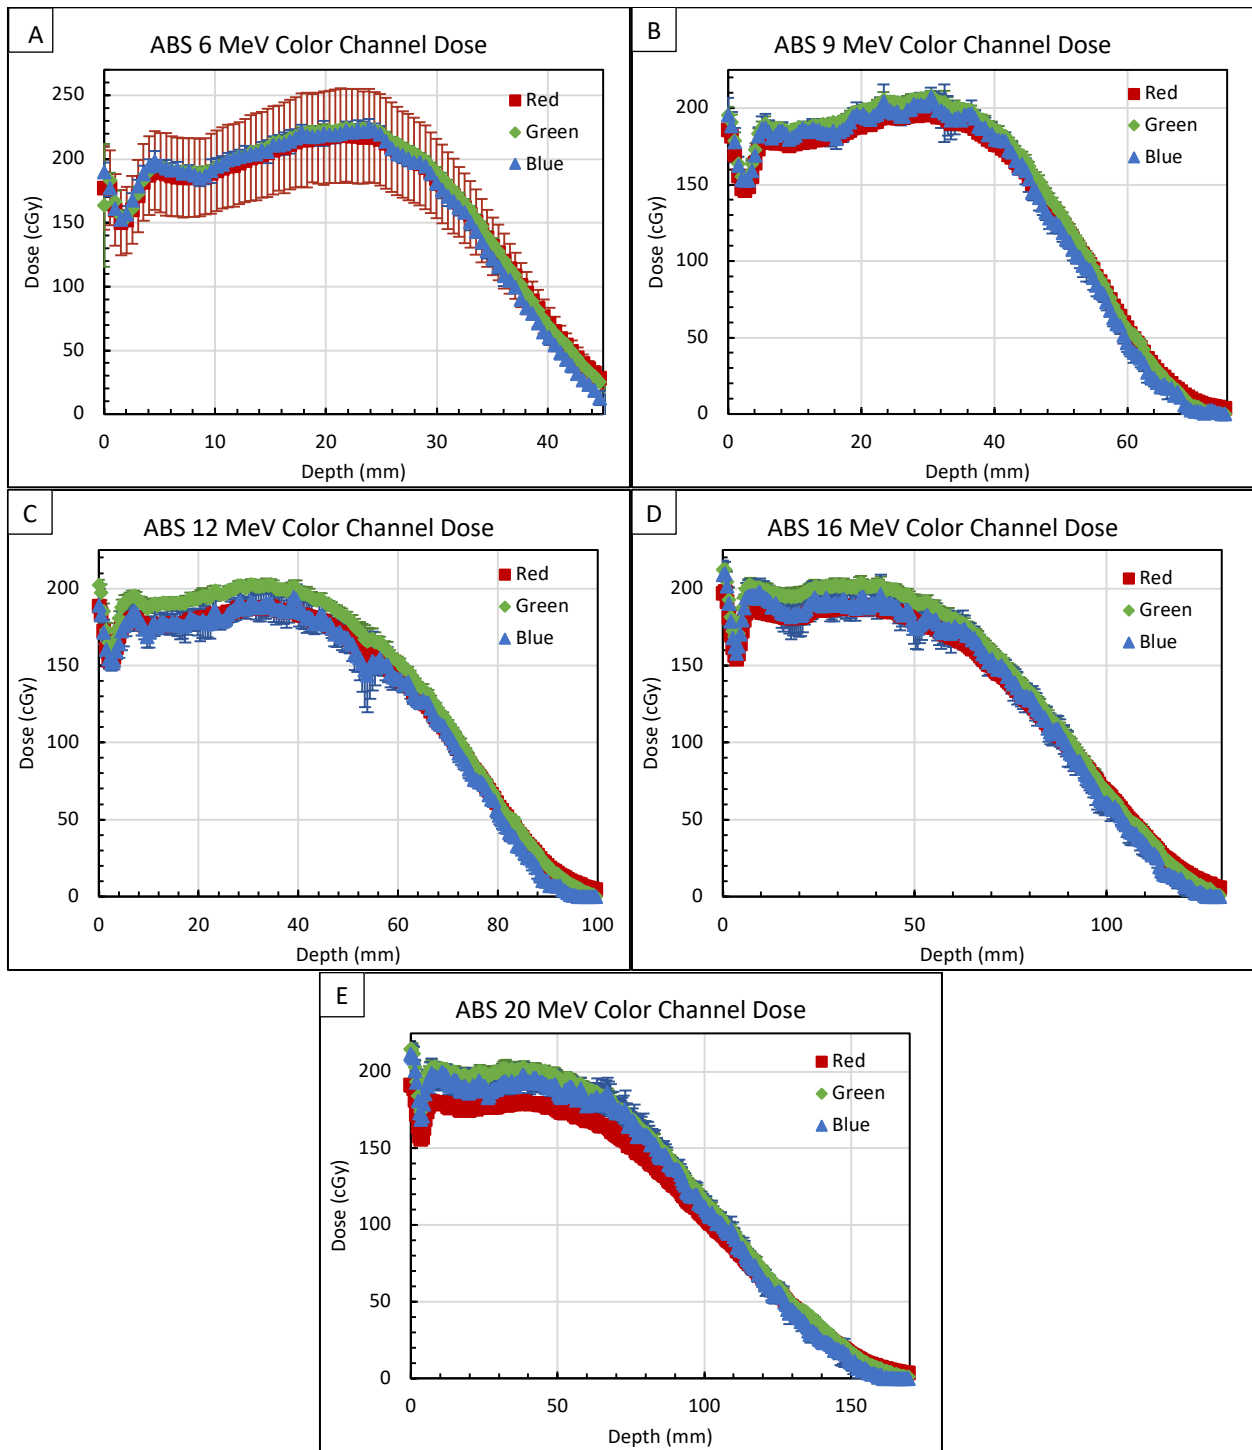 A
ABS 6 MeV Color Channel Dose
250
200
150
100
50
0
Dose (cGy)
Red
Green
Blue
0 10 20 30 40
Depth (mm)
B
ABS 9 MeV Color Channel Dose
200
150
100
50
0
Dose (cGy)
Red
Green
Blue
0 20 40 60
Depth (mm)
C
ABS 12 MeV Color Channel Dose
200
150
100
50
0
Dose (cGy)
Red
Green
Blue
0 20 40 60 80 100
Depth (mm)
D
ABS 16 MeV Color Channel Dose
200
150
100
50
0
Dose (cGy)
Red
Green
Blue
0 50 100
Depth (mm)
E
ABS 20 MeV Color Channel Dose
200
150
100
50
0
Dose (cGy)
Red
Green
Blue
0 50 100 150
Depth (mm)